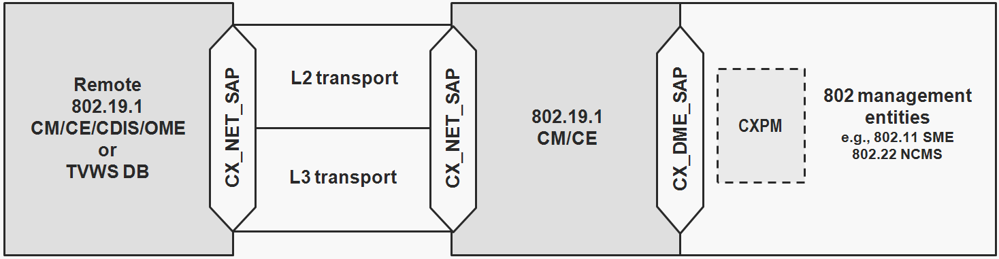 Remote
802.19.1
CM/CE/CDIS/OME
or
TVWS DB
CX_NET_SAP
L2 transport
L3 transport
CX_NET_SAP
802.19.1
CM/CE
CX_DME_SAP
CXPM
802 management
entities
e.g., 802.11 SME
802.22 NCMS